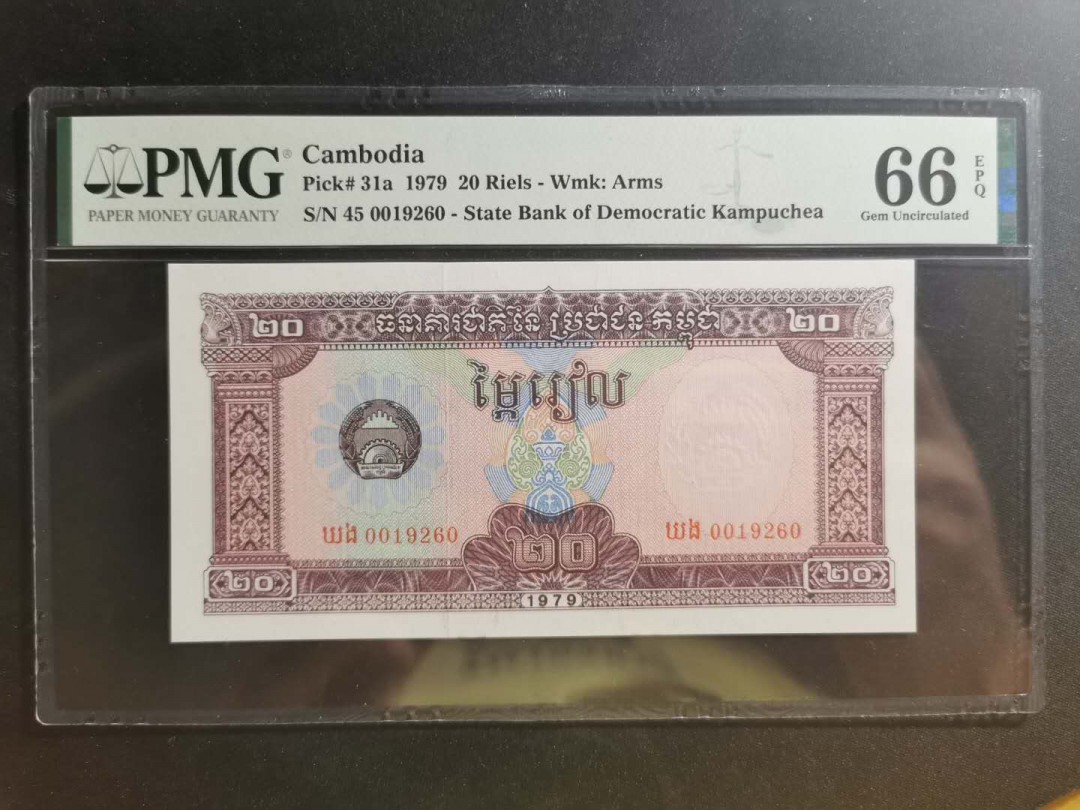 PMG®
PAPER MONEY GUARANTY
Cambodia
Pick# 31a 1979 20 Riels - Wmk: Arms
S/N 45 0019260 - State Bank of Democratic Kampuchea
66 EPQ
Gem Uncirculated
២០ ធនាគារជាតិនៃ ប្រជាជនកម្ពុជា ២០
ម្ភៃរៀល
ឃង 0019260
ឃង 0019260
២០
២០ ២០
1979